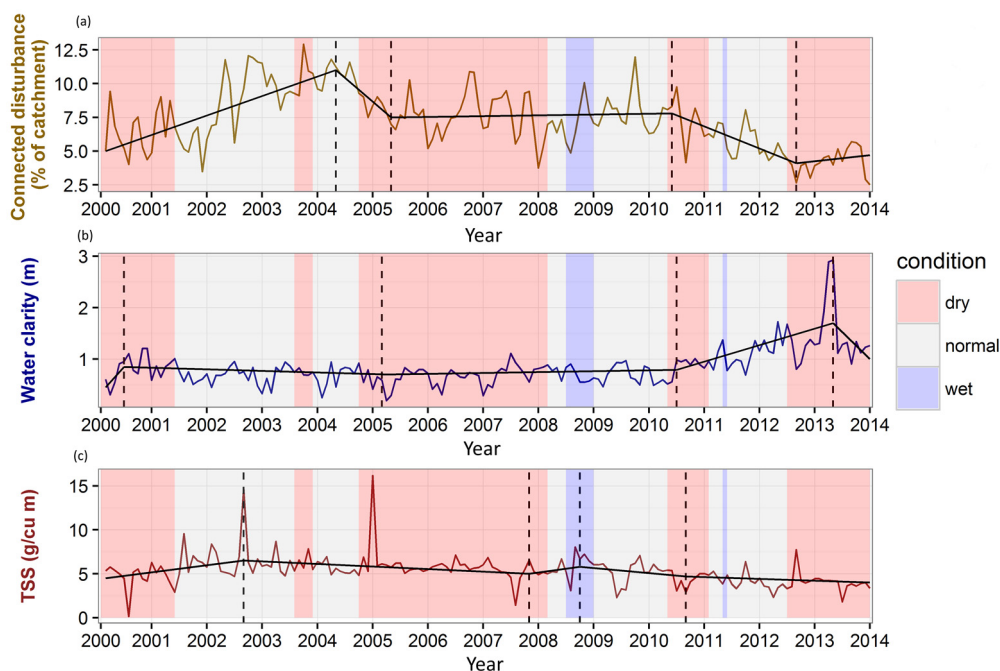 (a)
Connected disturbance
(% of catchment)
12.5
10.0
7.5
5.0
2.5
2000 2001 2002 2003 2004 2005 2006 2007 2008 2009 2010 2011 2012 2013 2014
Year
(b)
Water clarity (m)
3
2
1
2000 2001 2002 2003 2004 2005 2006 2007 2008 2009 2010 2011 2012 2013 2014
Year
condition
dry
normal
wet
(c)
TSS (g/cu m)
15
10
5
0
2000 2001 2002 2003 2004 2005 2006 2007 2008 2009 2010 2011 2012 2013 2014
Year